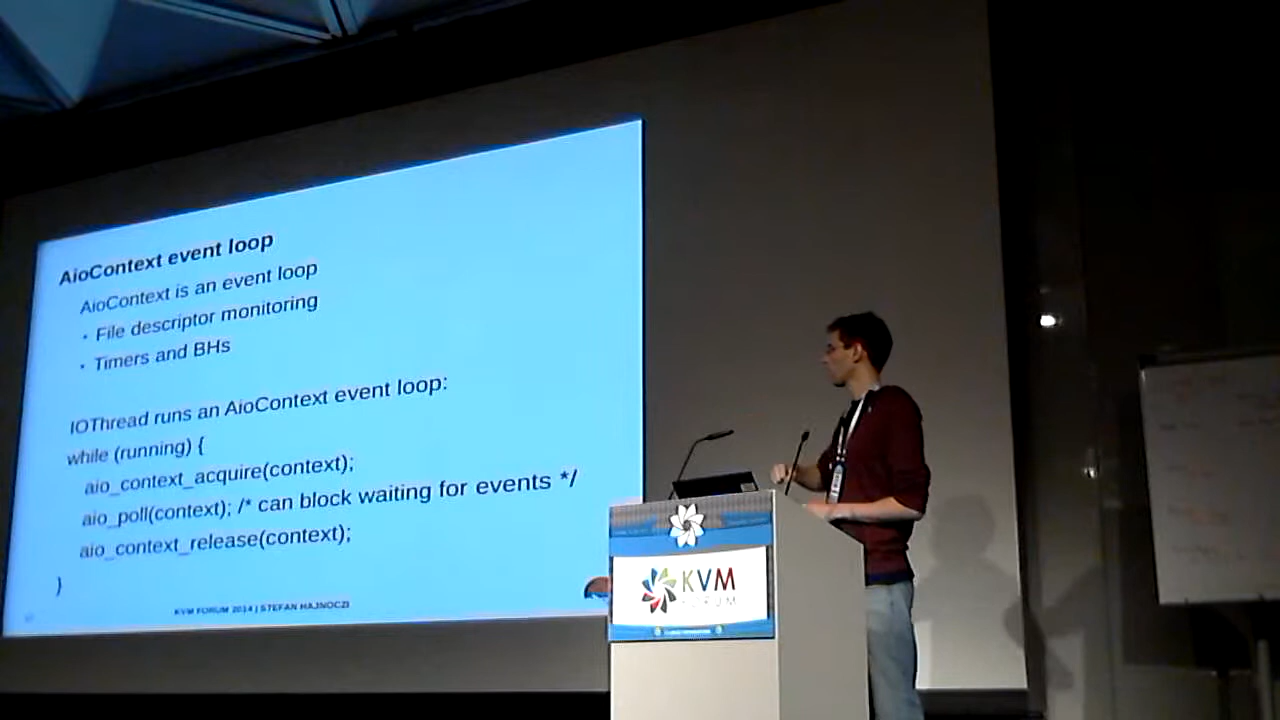 AioContext event loop
AioContext is an event loop
• File descriptor monitoring
• Timers and BHs
IOThread runs an AioContext event loop:
while (running) {
aio_context_acquire(context);
aio_poll(context); /* can block waiting for events */
aio_context_release(context);
}
KVM FORUM 2014 | STEFAN HAJNOCZI
KVM
FORUM